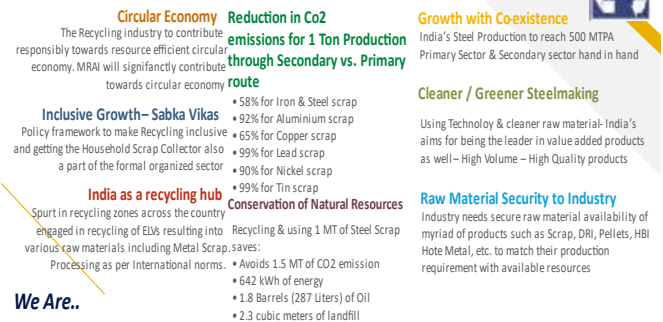 Circular Economy
The Recycling industry to contribute
responsibly towards resource efficient circular
economy. MRAI will signifanctly contribute
towards circular economy
Inclusive Growth– Sabka Vikas
Policy framework to make Recycling inclusive
and getting the Household Scrap Collector also
a part of the formal organized sector
India as a recycling hub
Spurt in recycling zones across the country
engaged in recycling of ELVs resulting into
various raw materials including Metal Scrap.
Processing as per International norms.
We Are..
Reduction in Co2
emissions for 1 Ton Production
through Secondary vs. Primary
route
• 58% for Iron & Steel scrap
• 92% for Aluminium scrap
• 65% for Copper scrap
• 99% for Lead scrap
• 90% for Nickel scrap
• 99% for Tin scrap
Conservation of Natural Resources
Recycling & using 1 MT of Steel Scrap
saves:
• Avoids 1.5 MT of CO2 emission
• 642 kWh of energy
• 1.8 Barrels (287 Liters) of Oil
• 2.3 cubic meters of landfill
Growth with Co-existence
India's Steel Production to reach 500 MTPA
Primary Sector & Secondary sector hand in hand
Cleaner / Greener Steelmaking
Using Technoloy & cleaner raw material- India's
aims for being the leader in value added products
as well – High Volume – High Quality products
Raw Material Security to Industry
Industry needs secure raw material availability of
myriad of products such as Scrap, DRI, Pellets, HBI
Hote Metal, etc. to match their production
requirement with available resources